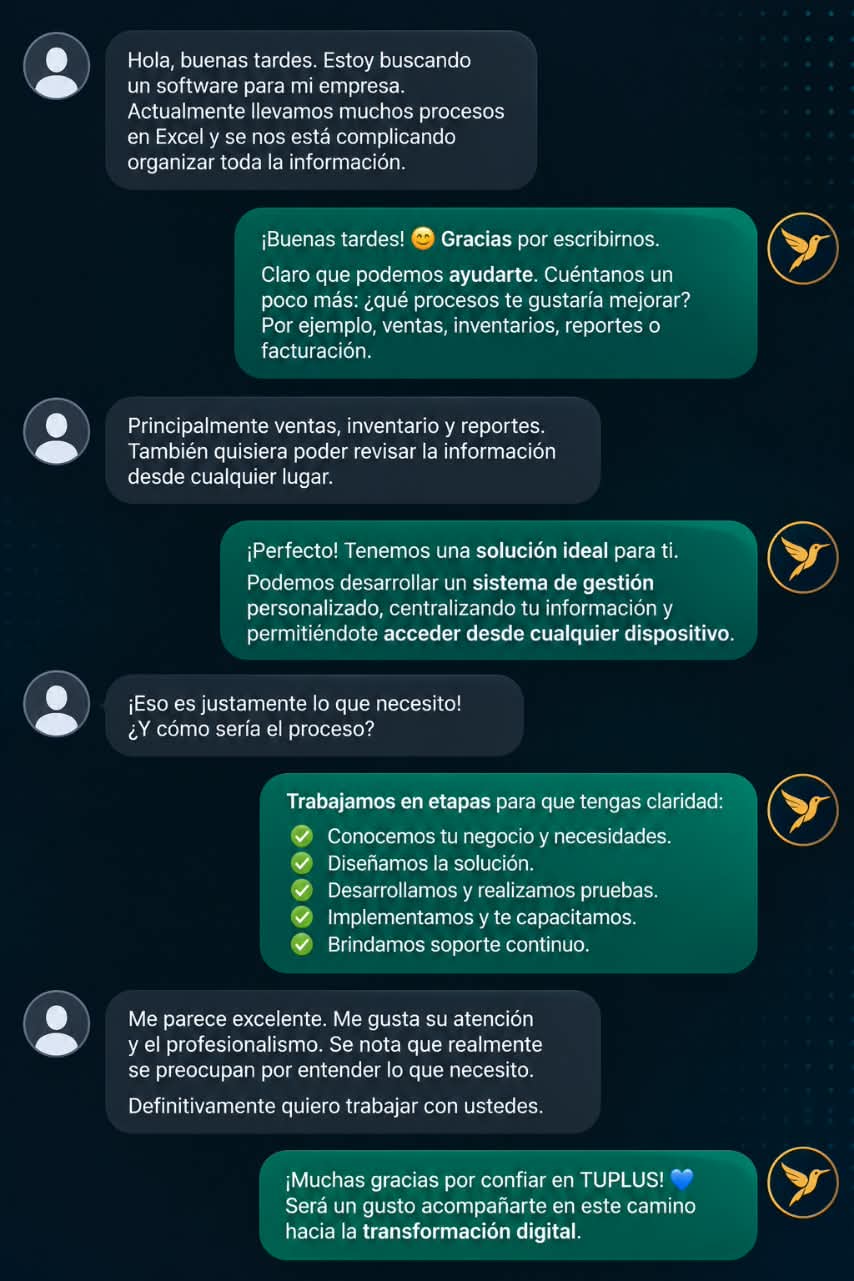 Hola, buenas tardes. Estoy buscando
un software para mi empresa.
Actualmente llevamos muchos procesos
en Excel y se nos está complicando
organizar toda la información.
¡Buenas tardes! 😊 Gracias por escribirnos.
Claro que podemos ayudarte. Cuéntanos un
poco más: ¿qué procesos te gustaría mejorar?
Por ejemplo, ventas, inventarios, reportes o
facturación.
Principalmente ventas, inventario y reportes.
También quisiera poder revisar la información
desde cualquier lugar.
¡Perfecto! Tenemos una solución ideal para ti.
Podemos desarrollar un sistema de gestión
personalizado, centralizando tu información y
permitiéndote acceder desde cualquier dispositivo.
¡Eso es justamente lo que necesito!
¿Y cómo sería el proceso?
Trabajamos en etapas para que tengas claridad:
✅ Conocemos tu negocio y necesidades.
✅ Diseñamos la solución.
✅ Desarrollamos y realizamos pruebas.
✅ Implementamos y te capacitamos.
✅ Brindamos soporte continuo.
Me parece excelente. Me gusta su atención
y el profesionalismo. Se nota que realmente
se preocupan por entender lo que necesito.
Definitivamente quiero trabajar con ustedes.
¡Muchas gracias por confiar en TUPLUS! 💙
Será un gusto acompañarte en este camino
hacia la transformación digital.